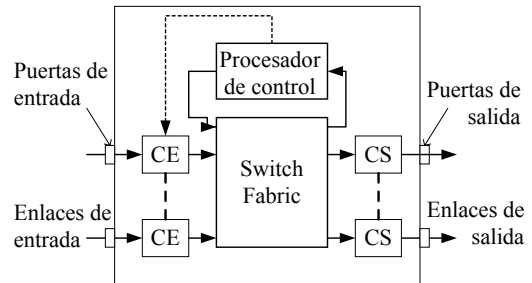 Procesador
de control
Puertas de
entrada
Puertas de
salida
CE
Switch
Fabric
CS
Enlaces de
entrada
CE
CS
Enlaces de
salida